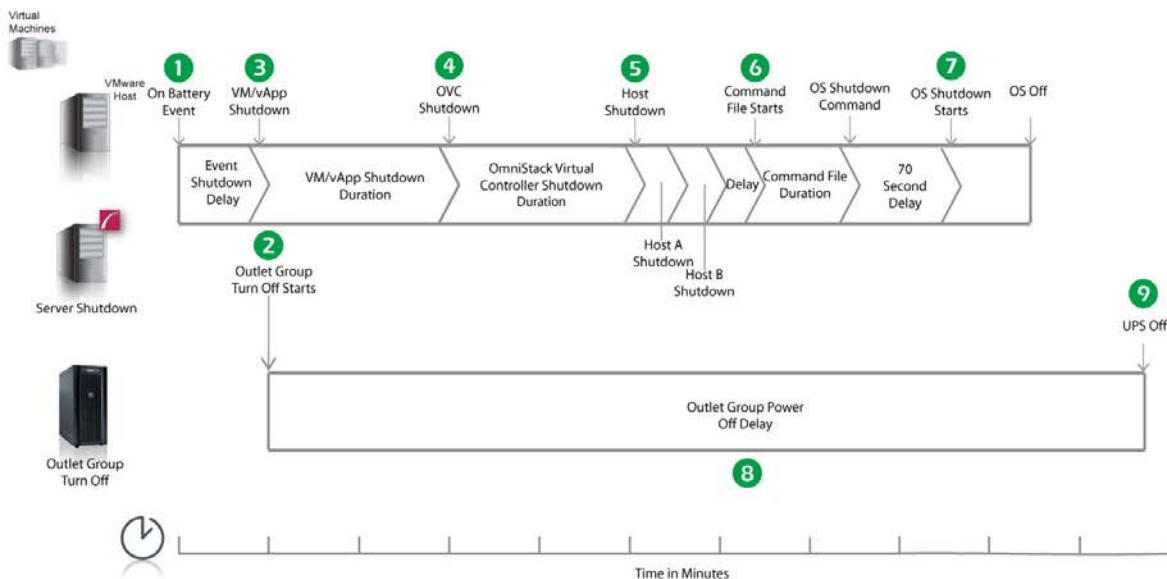 Virtual
Machines
1
3
4
5
6
7
VMware
Host
On Battery
Event
VM/vApp
Shutdown
OVC
Shutdown
Host
Shutdown
Command
File Starts
OS Shutdown
Command
OS Shutdown
Starts
OS Off
Event
Shutdown
Delay
VM/vApp Shutdown
Duration
OmniStack Virtual
Controller Shutdown
Duration
Delay
Command File
Duration
70
Second
Delay
2
Host A
Shutdown
Host B
Shutdown
Outlet Group
Turn Off Starts
Server Shutdown
9
UPS Off
Outlet Group Power
Off Delay
8
Outlet Group
Turn Off
Time in Minutes